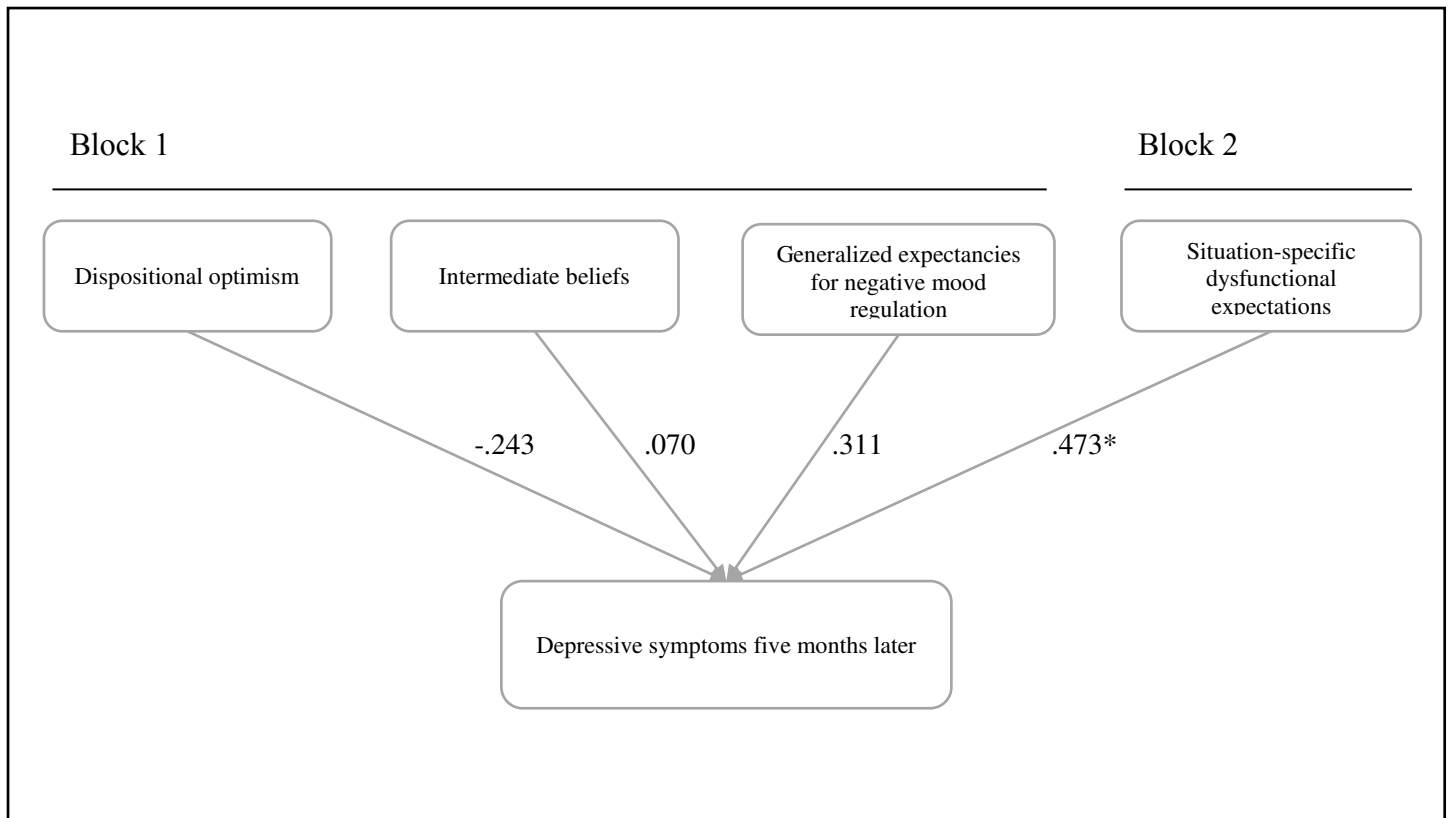 Block 1
Block 2
Dispositional optimism
Intermediate beliefs
Generalized expectancies
for negative mood
regulation
Situation-specific
dysfunctional
expectations
-.243
.070
.311
.473*
Depressive symptoms five months later